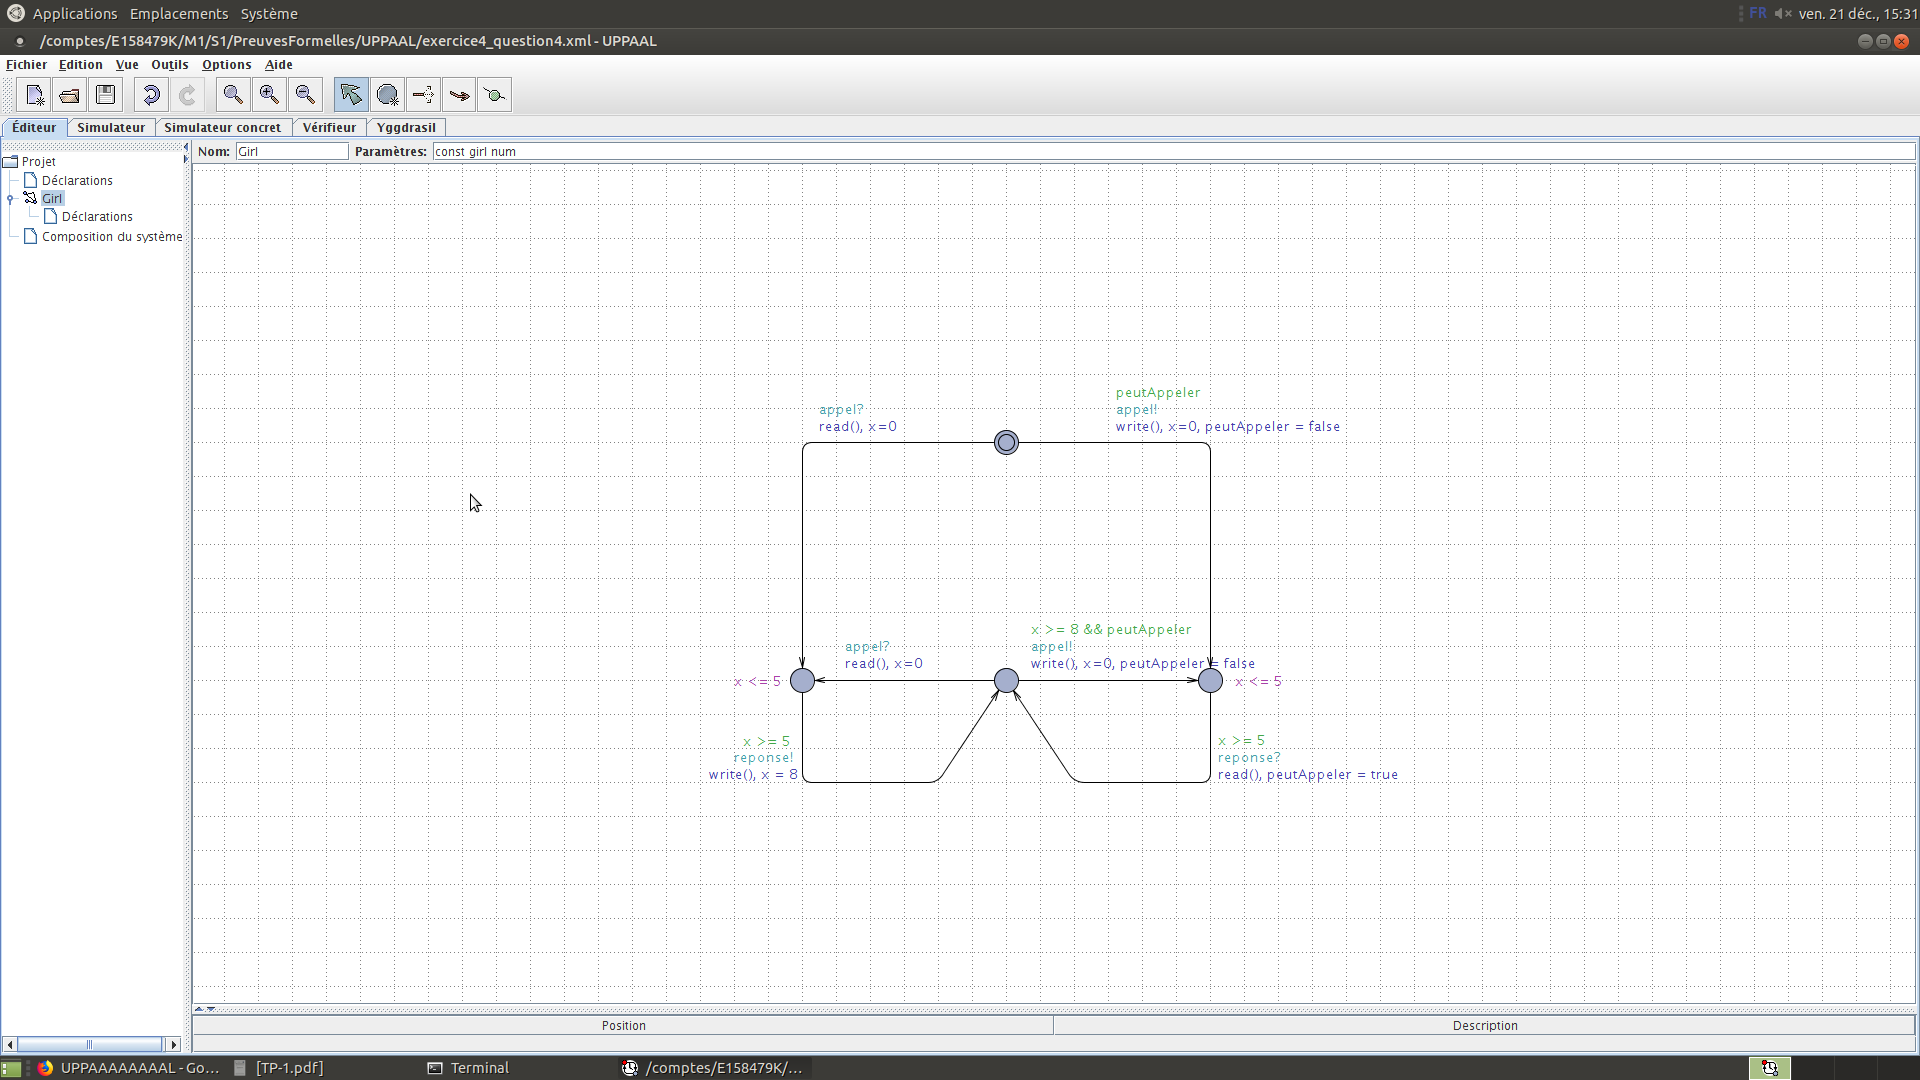 Applications Emplacements Système FR ven. 21 déc., 15:31
/comptes/E158479K/M1/S1/PreuvesFormelles/UPPAAL/exercice4_question4.xml - UPPAAL
Fichier Edition Vue Outils Options Aide
Éditeur Simulateur Simulateur concret Vérifieur Yggdrasil
Nom: Girl Paramètres: const girl num
Projet
Déclarations
Girl
Déclarations
Composition du système
peutAppeler
appel?
appel!
read(), x=0
write(), x=0, peutAppeler = false
x >= 8 && peutAppeler
appel?
appel!
read(), x=0
write(), x=0, peutAppeler = false
x <= 5
x <= 5
x >= 5
reponse!
write(), x = 8
x >= 5
reponse?
read(), peutAppeler = true
Position Description
UPPAAAAAAAAL - Go... [TP-1.pdf] Terminal /comptes/E158479K/...